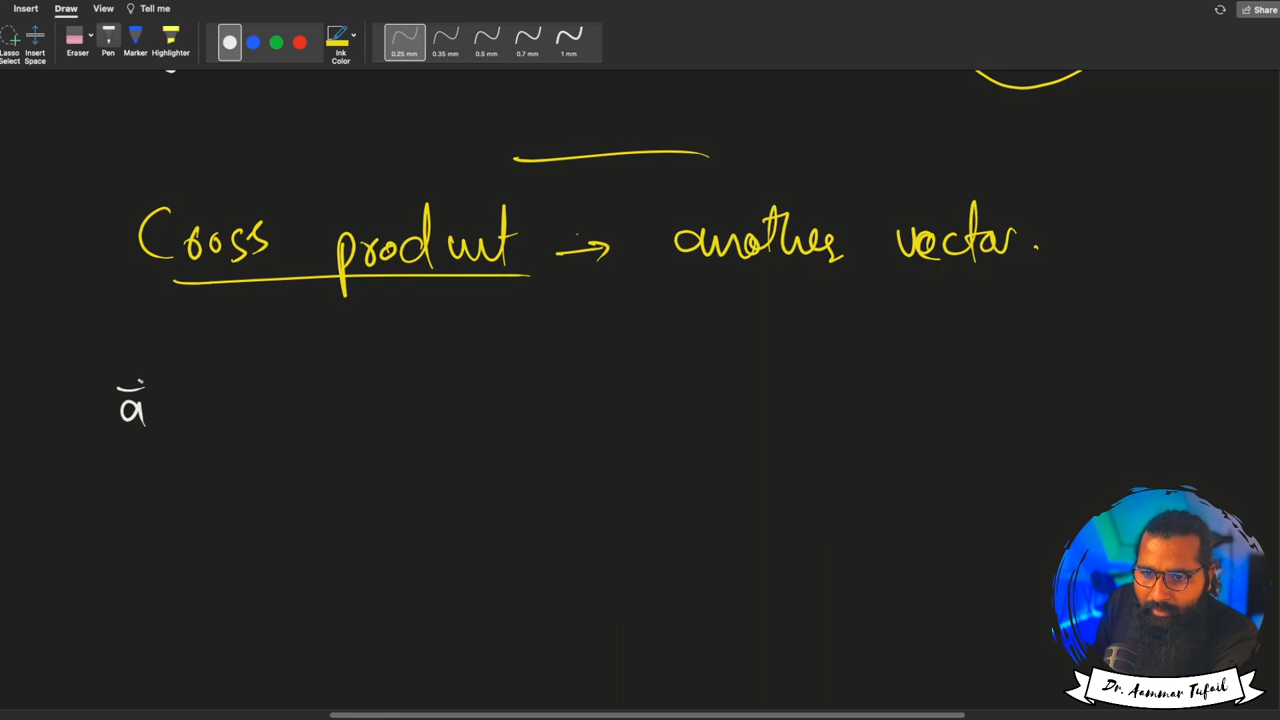 Insert Draw View Tell me Share
Lasso Select Insert Space Eraser Pen Marker Highlighter Ink Color 0.25 mm 0.35 mm 0.5 mm 0.7 mm 1 mm
Cross product → another vector.
a̅
Dr. Aammar Tufail